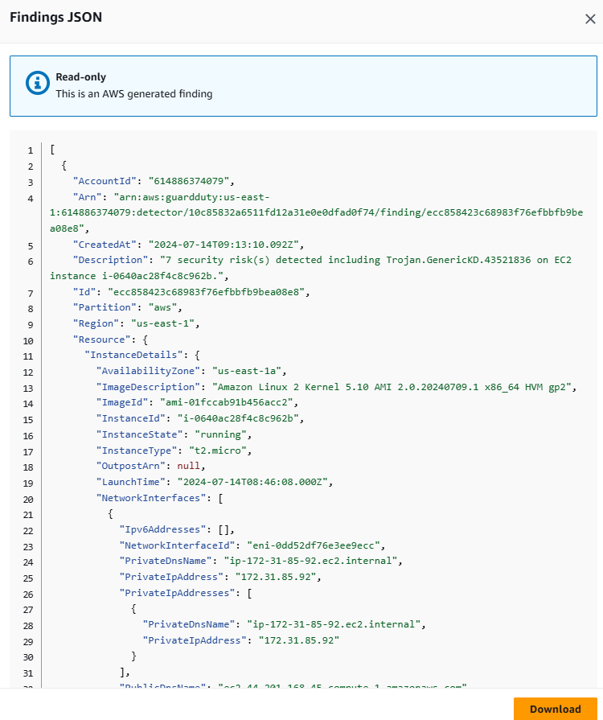 Findings JSON
Read-only
This is an AWS generated finding
1 [
2 {
3 "AccountId": "614886374079",
4 "Arn": "arn:aws:guardduty:us-east-
1:614886374079:detector/10c85832a6511fd12a31e0e0dfad0f74/finding/ecc858423c68983f76efbbfb9be
a08e8",
5 "CreatedAt": "2024-07-14T09:13:10.092Z",
6 "Description": "7 security risk(s) detected including Trojan.GenericKD.43521836 on EC2
instance i-0640ac28f4c8c962b.",
7 "Id": "ecc858423c68983f76efbbfb9bea08e8",
8 "Partition": "aws",
9 "Region": "us-east-1",
10 "Resource": {
11 "InstanceDetails": {
12 "AvailabilityZone": "us-east-1a",
13 "ImageDescription": "Amazon Linux 2 Kernel 5.10 AMI 2.0.20240709.1 x86_64 HVM gp2",
14 "ImageId": "ami-01fccab91b456acc2",
15 "InstanceId": "i-0640ac28f4c8c962b",
16 "InstanceState": "running",
17 "InstanceType": "t2.micro",
18 "OutpostArn": null,
19 "LaunchTime": "2024-07-14T08:46:08.000Z",
20 "NetworkInterfaces": [
21 {
22 "Ipv6Addresses": [],
23 "NetworkInterfaceId": "eni-0dd52df76e3ee9ecc",
24 "PrivateDnsName": "ip-172-31-85-92.ec2.internal",
25 "PrivateIpAddress": "172.31.85.92",
26 "PrivateIpAddresses": [
27 {
28 "PrivateDnsName": "ip-172-31-85-92.ec2.internal",
29 "PrivateIpAddress": "172.31.85.92"
30 }
31 ],
Download